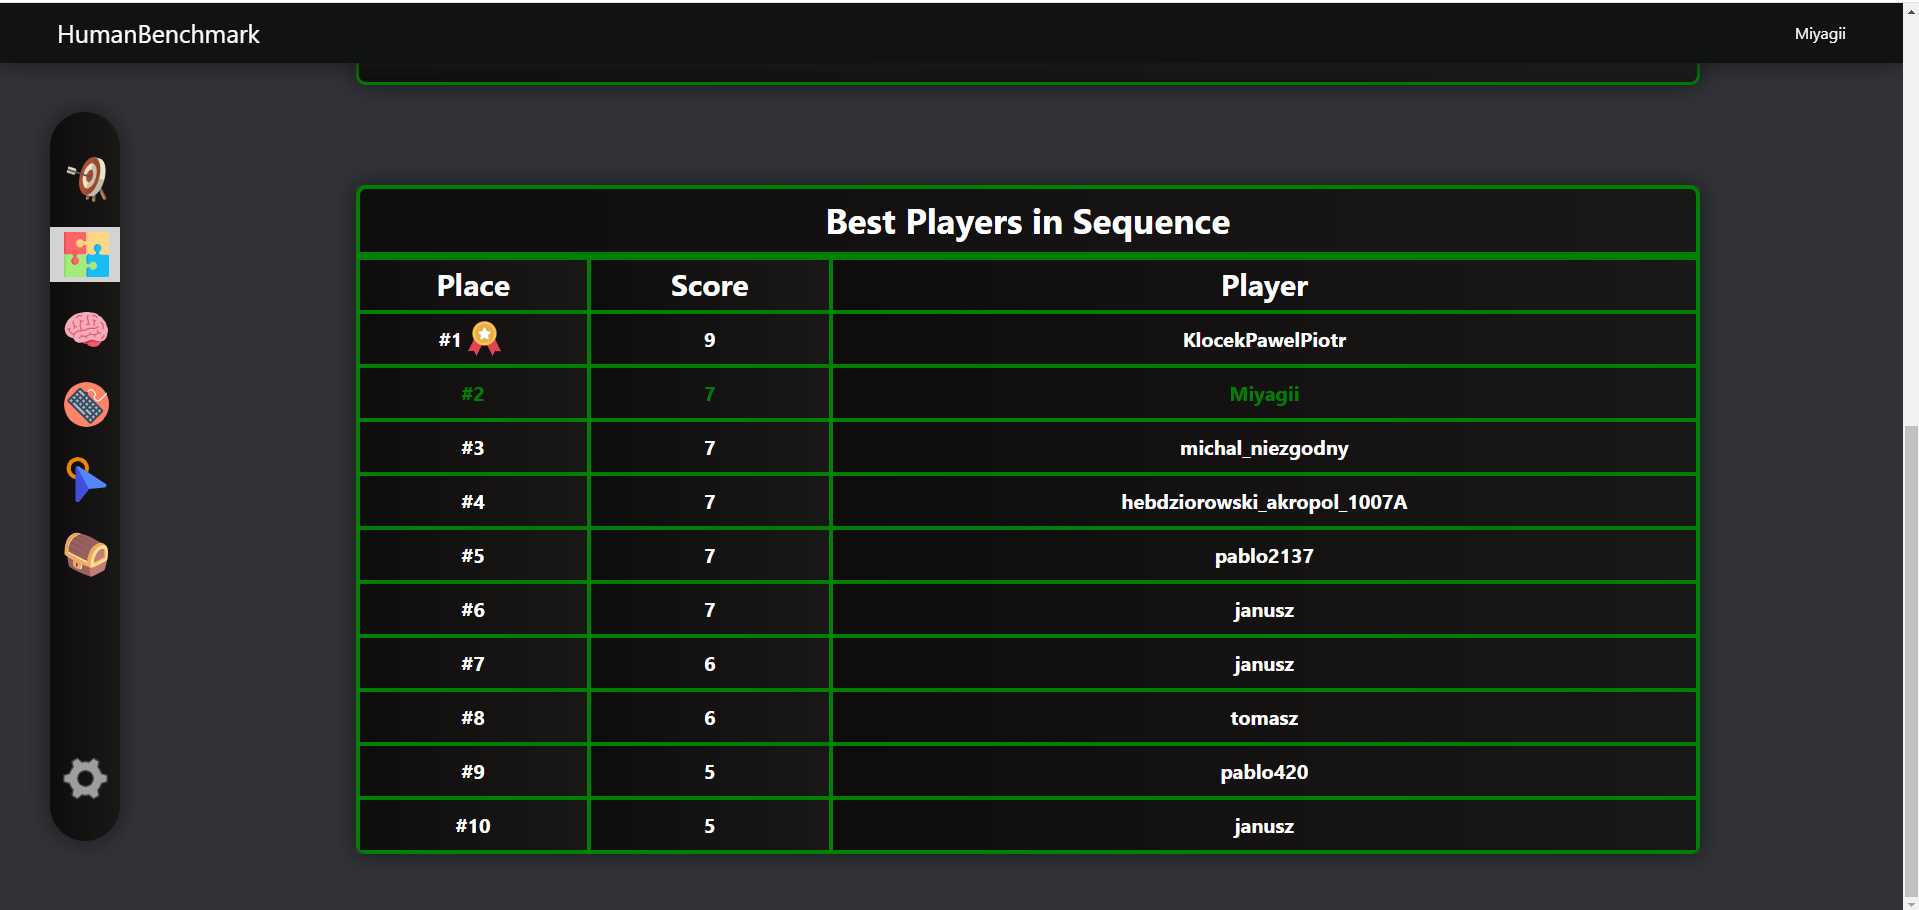 HumanBenchmark
Miyagii
Best Players in Sequence
Place Score Player
#1 9 KlocekPawelPiotr
#2 7 Miyagii
#3 7 michal_niezgodny
#4 7 hebdziorowski_akropol_1007A
#5 7 pablo2137
#6 7 janusz
#7 6 janusz
#8 6 tomasz
#9 5 pablo420
#10 5 janusz